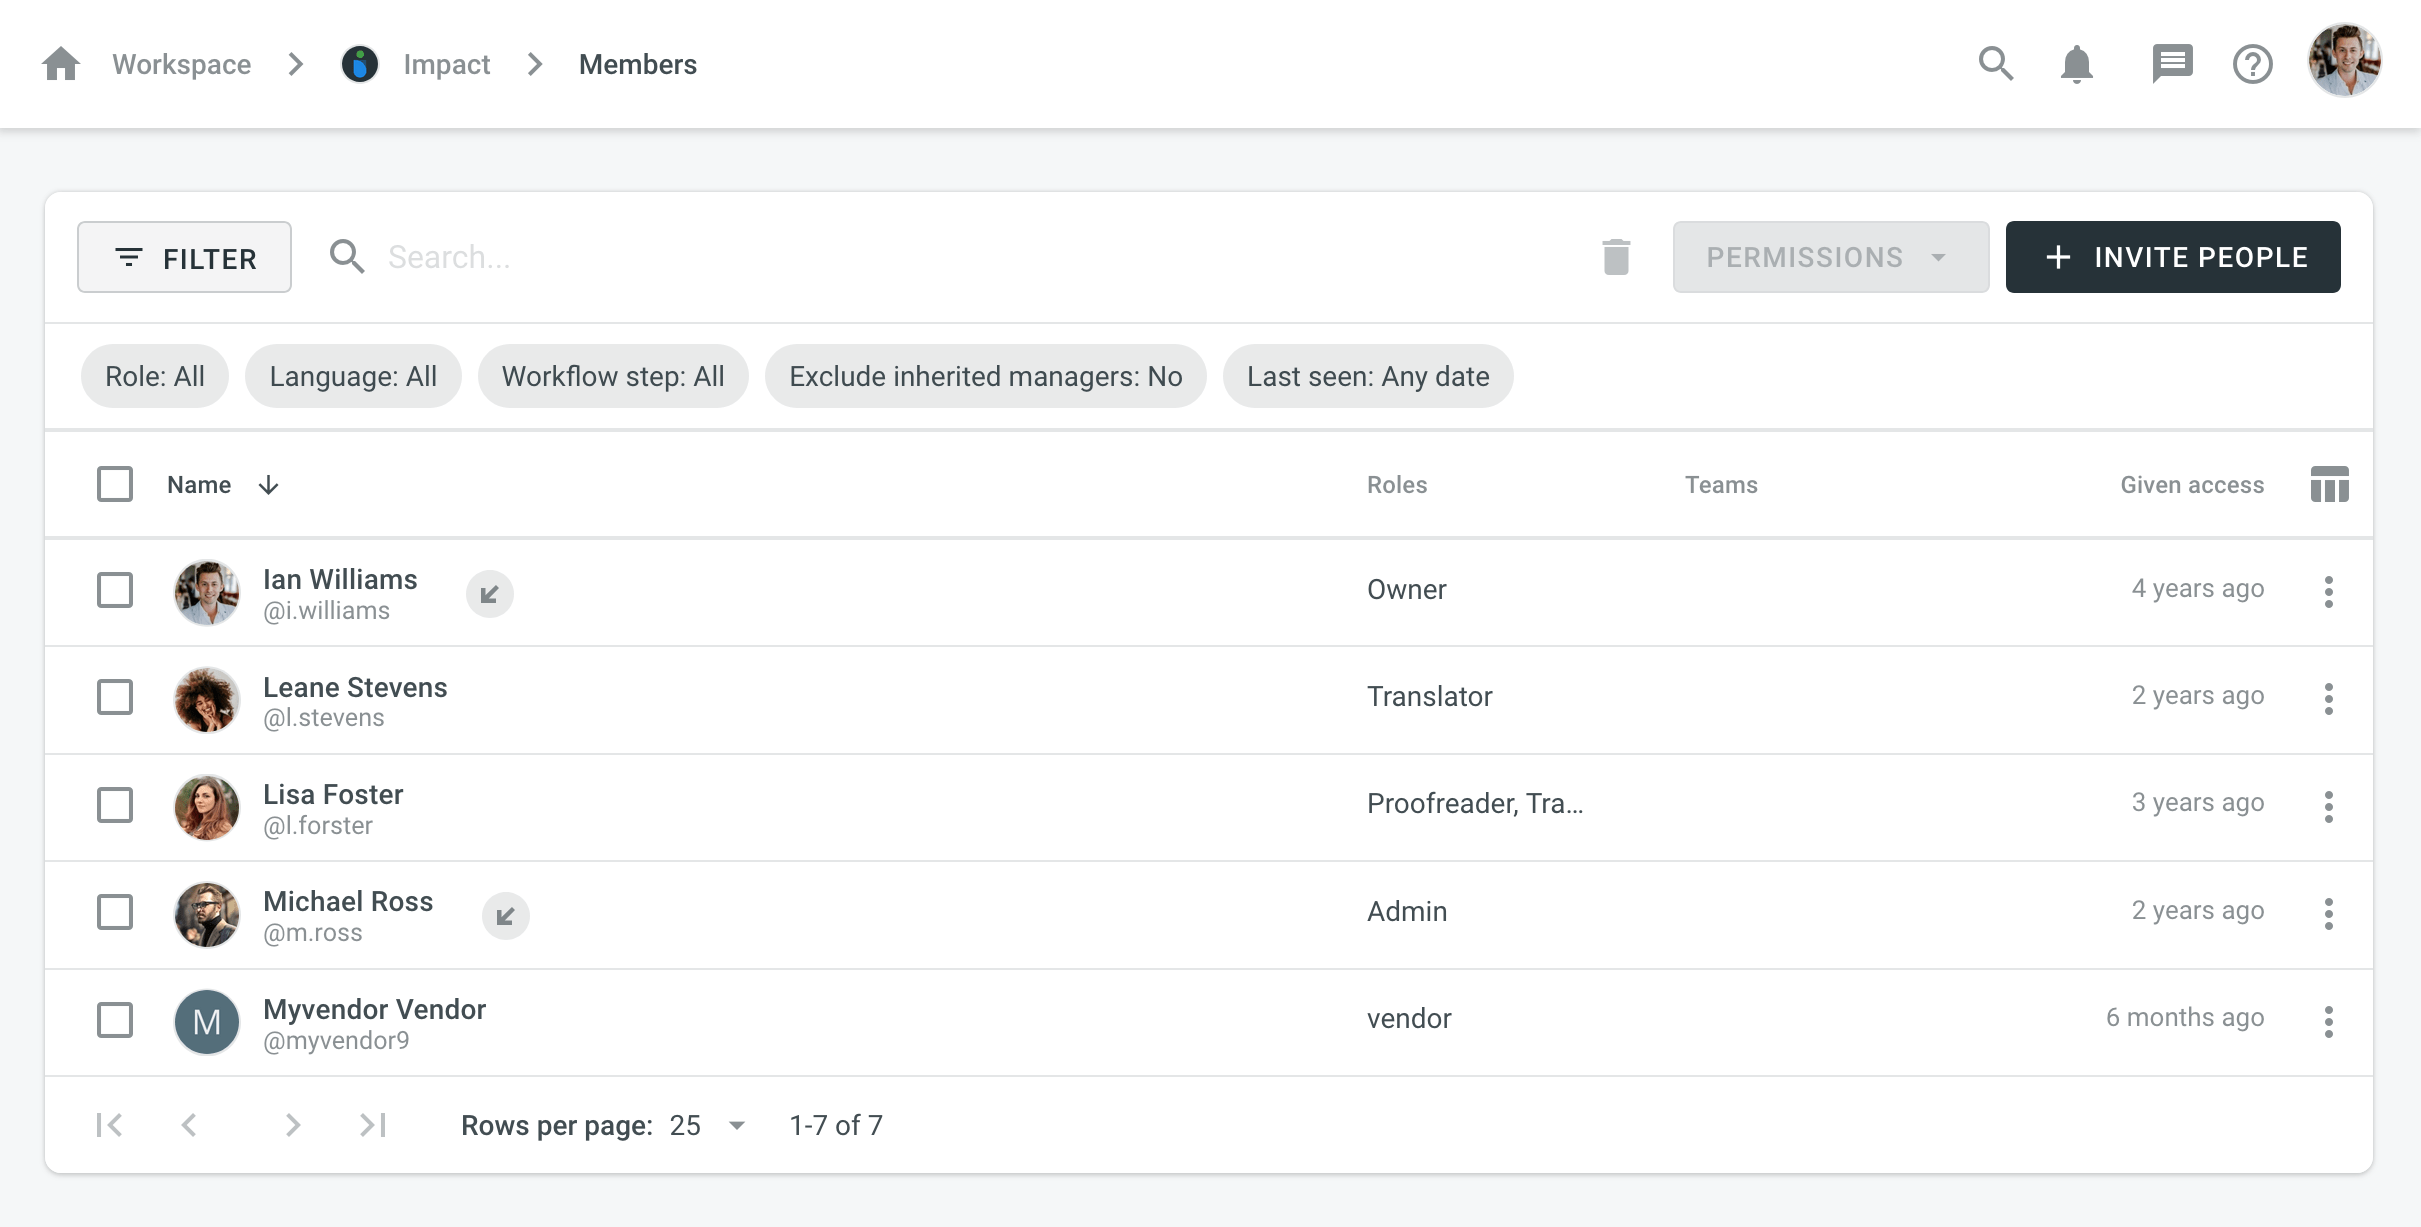 Workspace Impact Members
FILTER Search... PERMISSIONS INVITE PEOPLE
Role: All Language: All Workflow step: All Exclude inherited managers: No Last seen: Any date
Name Roles Teams Given access
Ian Williams Owner 4 years ago
@i.williams
Leane Stevens Translator 2 years ago
@l.stevens
Lisa Foster Proofreader, Tra... 3 years ago
@l.forster
Michael Ross Admin 2 years ago
@m.ross
M Myvendor Vendor vendor 6 months ago
@myvendor9
Rows per page: 25 1-7 of 7